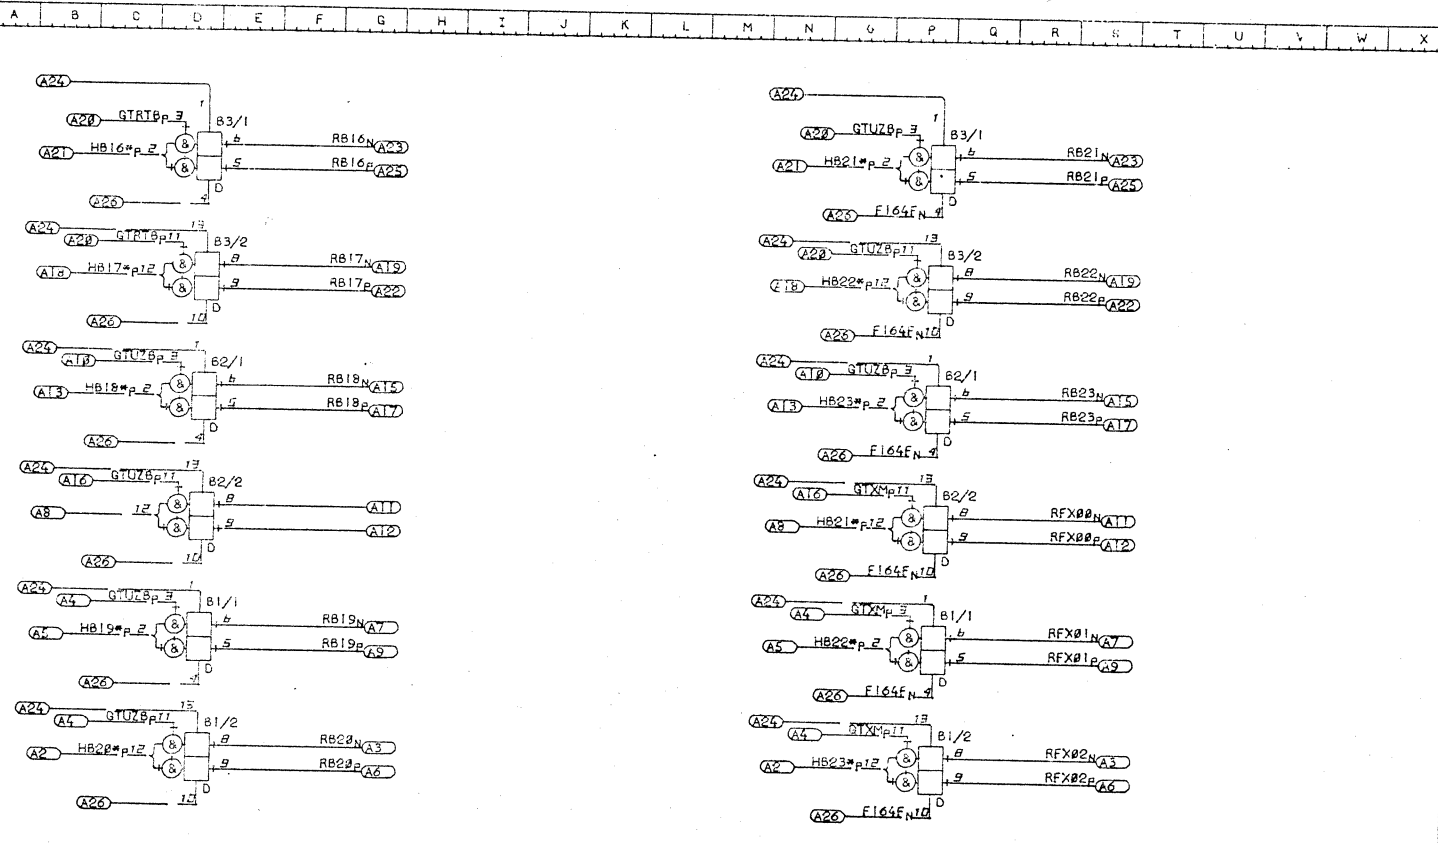 A B C D E F G H I J K L M N O P Q R S T U V W X
A24
1
A20 GTRTBP 3 B3/1
A21 HB16*P 2 & 6 RB16N A23
& 5 RB16P A25
D
A26 4
A24 13
A20 GTRTBP11 B3/2
A18 HB17*P12 & 8 RB17N A19
& 9 RB17P A22
D
A26 10
A24 1
A10 GTUZBP 3 B2/1
A13 HB18*P 2 & 6 RB18N A15
& 5 RB18P A17
D
A26 4
A24 13
A16 GTUZBP11 B2/2
A8 12 & 8 A11
& 9 A12
D
A26 10
A24 1
A4 GTUZBP 3 B1/1
A5 HB19*P 2 & 6 RB19N A7
& 5 RB19P A9
D
A26 4
A24 13
A4 GTUZBP11 B1/2
A2 HB20*P12 & 8 RB20N A3
& 9 RB20P A6
D
A26 10
A24
1
A20 GTUZBP 3 B3/1
A21 HB21*P 2 & 6 RB21N A23
& 5 RB21P A25
D
A26 F164FN 4
A24 13
A20 GTUZBP11 B3/2
A18 HB22*P12 & 8 RB22N A19
& 9 RB22P A22
D
A26 F164FN10
A24 1
A10 GTUZBP 3 B2/1
A13 HB23*P 2 & 6 RB23N A15
& 5 RB23P A17
D
A26 F164FN 4
A24 13
A16 GTXMP11 B2/2
A8 HB21*P12 & 8 RFX00N A11
& 9 RFX00P A12
D
A26 F164FN10
A24 1
A4 GTXMP 3 B1/1
A5 HB22*P 2 & 6 RFX01N A7
& 5 RFX01P A9
D
A26 F164FN 4
A24 13
A4 GTXMP11 B1/2
A2 HB23*P12 & 8 RFX02N A3
& 9 RFX02P A6
D
A26 F164FN10